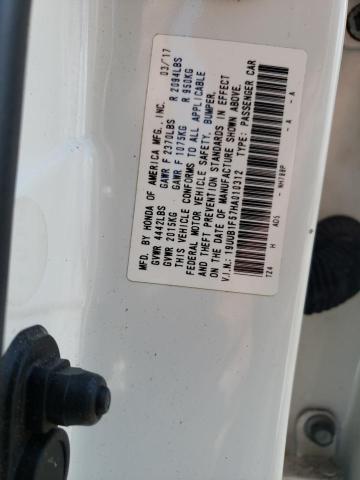 MFD. BY HONDA OF AMERICA MFG., INC. 03/17
GVWR 4442LBS GAWR F 2370LBS R 2094LBS
GVWR 2015KG GAWR F 1075KG R 950KG
THIS VEHICLE CONFORMS TO ALL APPLICABLE
FEDERAL MOTOR VEHICLE SAFETY, BUMPER,
AND THEFT PREVENTION STANDARDS IN EFFECT
ON THE DATE OF MANUFACTURE SHOWN ABOVE.
V.I.N.: 19UUB1F57HA010312 TYPE: PASSENGER CAR
TZ4 H AD5 - NH788P - A - A